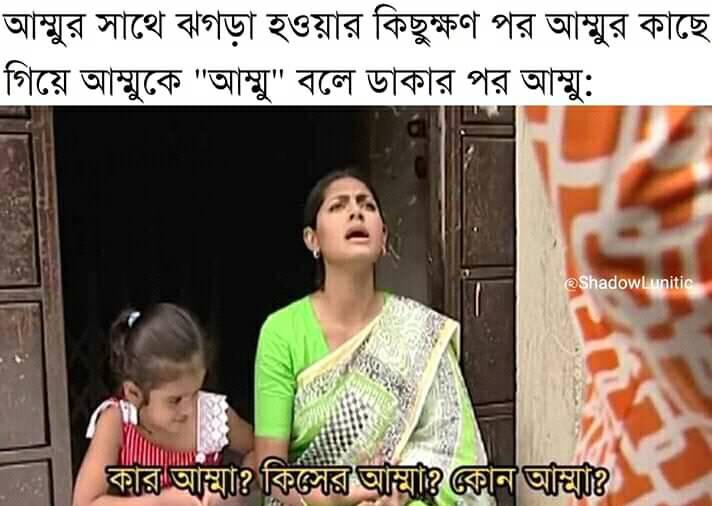 আম্মুর সাথে ঝগড়া হওয়ার কিছুক্ষণ পর আম্মুর কাছে
গিয়ে আম্মুকে "আম্মু" বলে ডাকার পর আম্মু:
@ShadowLunitic
কার আম্মা? কিসের আম্মা? কোন আম্মা?